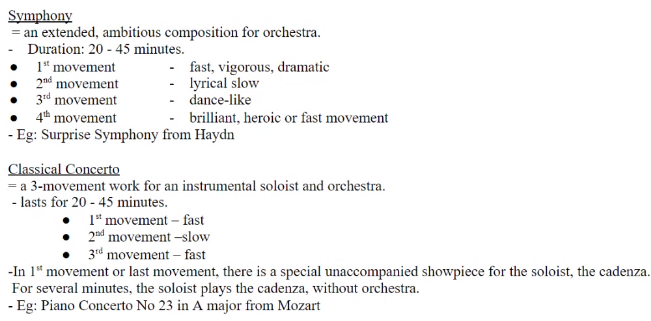 Symphony
= an extended, ambitious composition for orchestra.
- Duration: 20 - 45 minutes.
● 1st movement - fast, vigorous, dramatic
● 2nd movement - lyrical slow
● 3rd movement - dance-like
● 4th movement - brilliant, heroic or fast movement
- Eg: Surprise Symphony from Haydn
Classical Concerto
= a 3-movement work for an instrumental soloist and orchestra.
- lasts for 20 - 45 minutes.
● 1st movement – fast
● 2nd movement –slow
● 3rd movement – fast
-In 1st movement or last movement, there is a special unaccompanied showpiece for the soloist, the cadenza.
For several minutes, the soloist plays the cadenza, without orchestra.
- Eg: Piano Concerto No 23 in A major from Mozart